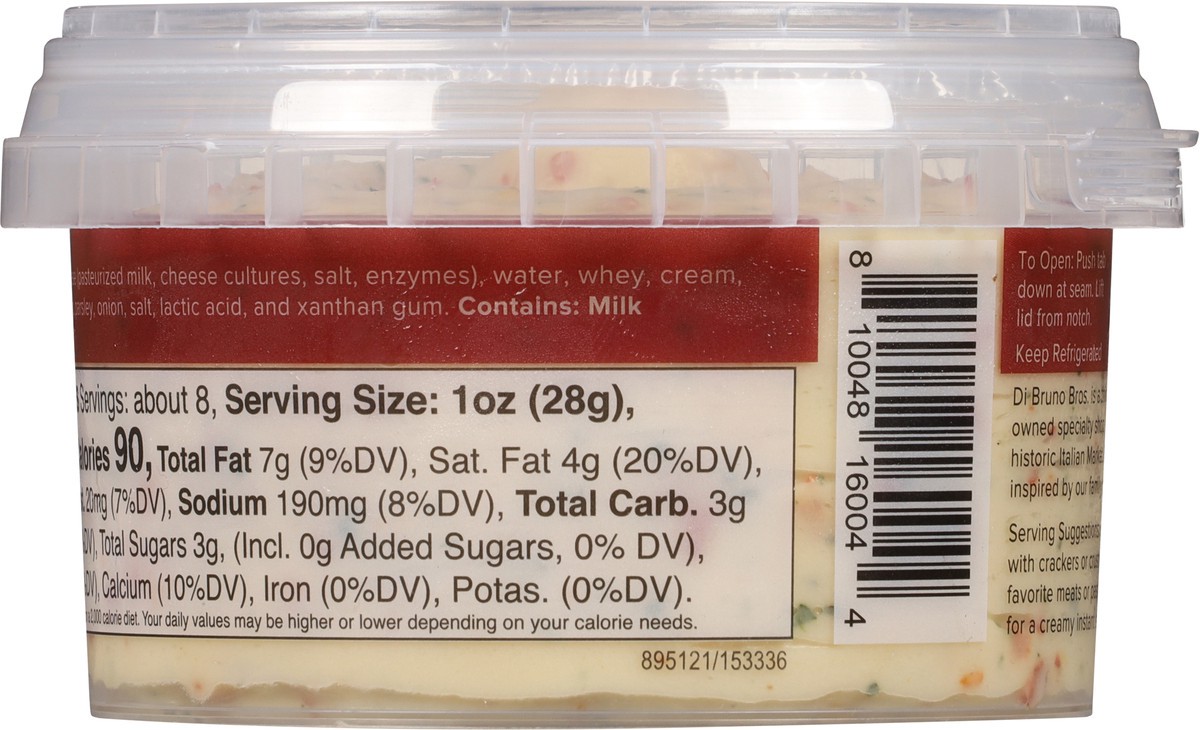 pasteurized milk, cheese cultures, salt, enzymes), water, whey, cream,
parsley, onion, salt, lactic acid, and xanthan gum. Contains: Milk
Servings: about 8, Serving Size: 1oz (28g),
90, Total Fat 7g (9%DV), Sat. Fat 4g (20%DV),
20mg (7%DV), Sodium 190mg (8%DV), Total Carb. 3g
Total Sugars 3g, (Incl. 0g Added Sugars, 0% DV),
Calcium (10%DV), Iron (0%DV), Potas. (0%DV).
calorie diet. Your daily values may be higher or lower depending on your calorie needs.
895121/153336
8 10048 16004 4
To Open: Push tab
down at seam. Lift
lid from notch.
Keep Refrigerated
Di Bruno Bros. is a
owned specialty
historic Italian
inspired by our
Serving Suggestions
with crackers or
favorite meats or
for a creamy